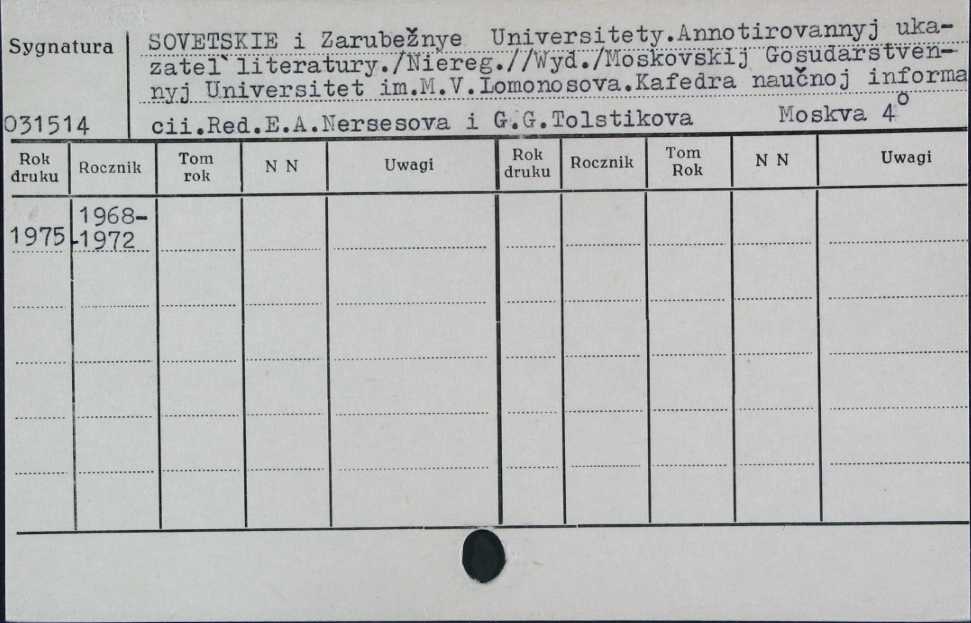 Sygnatura
SOVETSKIE i Zarubežnye Universitety.Annotirovannyj uka-
zatel`literatury./Niereg.//Wyd./Moskovskij Gosudarstven-
nyj Universitet im.M.V.Lomonosova.Kafedra naučnoj informa
031514 cii.Red.E.A.Nersesova i G.G.Tolstikova Moskva 4°
Rok druku Rocznik Tom rok N N Uwagi Rok druku Rocznik Tom Rok N N Uwagi
1968-
1975 -1972